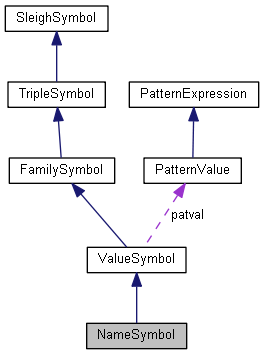 SleighSymbol
TripleSymbol
PatternExpression
FamilySymbol
PatternValue
patval
ValueSymbol
NameSymbol